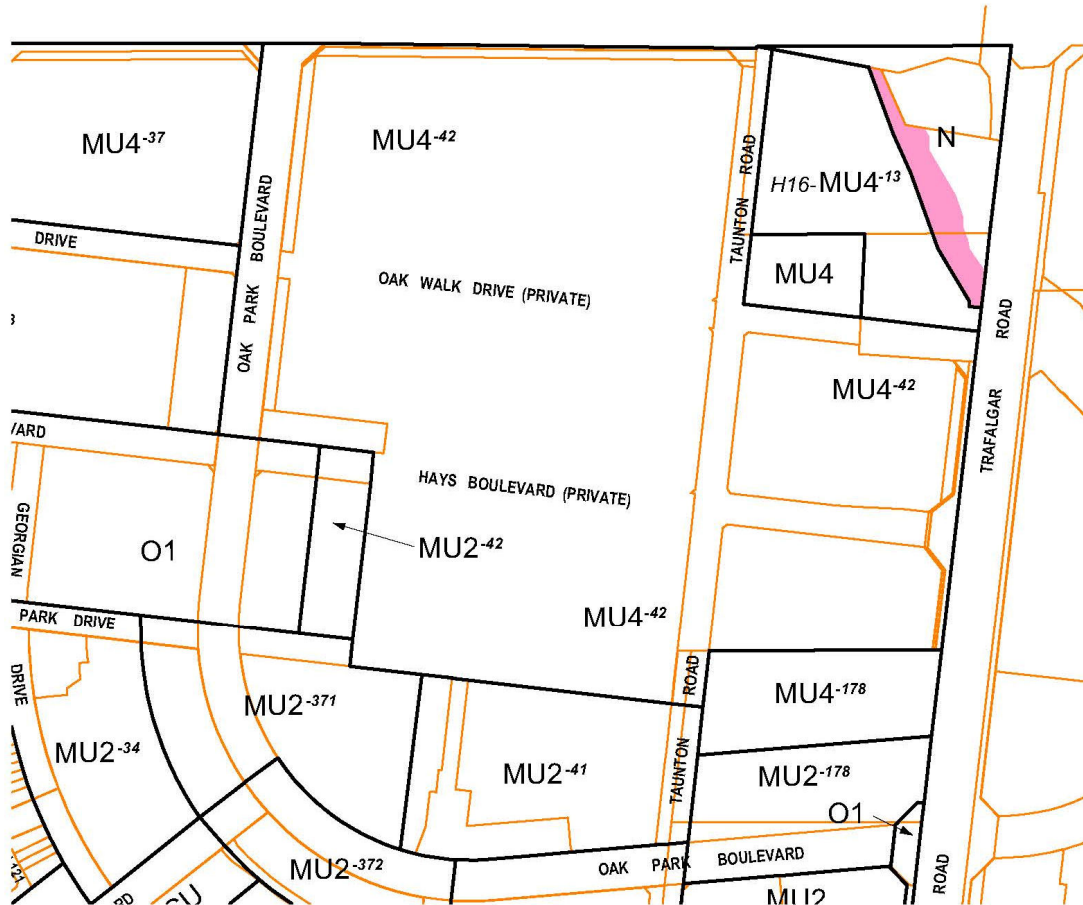 MU4-37
MU4-42
N
H16-MU4-13
TAUNTON ROAD
OAK PARK BOULEVARD
DRIVE
OAK WALK DRIVE (PRIVATE)
MU4
TRAFALGAR ROAD
MU4-42
HAYS BOULEVARD (PRIVATE)
GEORGIAN
O1
MU2-42
MU4-42
PARK DRIVE
DRIVE
MU2-371
TAUNTON ROAD
MU4-178
MU2-34
MU2-41
MU2-178
O1
MU2-372
OAK PARK BOULEVARD
ROAD
MU2